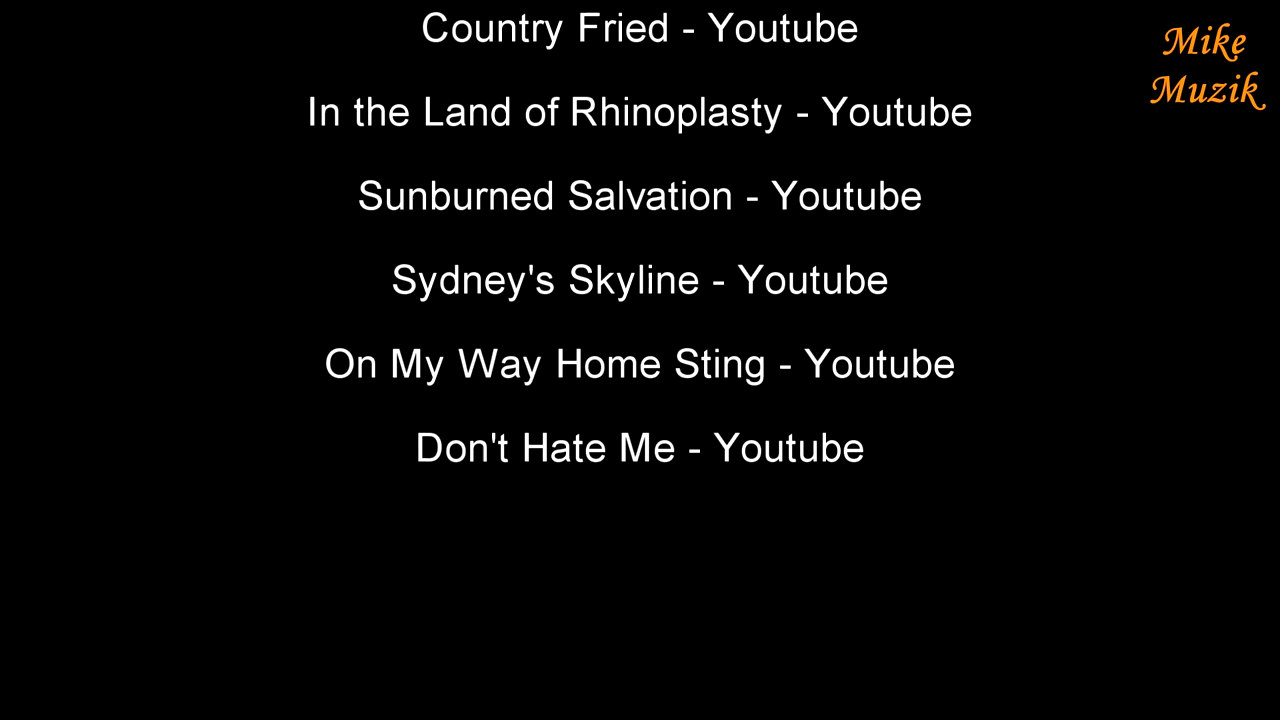 Country Fried - Youtube
Mike
Muzik
In the Land of Rhinoplasty - Youtube
Sunburned Salvation - Youtube
Sydney's Skyline - Youtube
On My Way Home Sting - Youtube
Don't Hate Me - Youtube